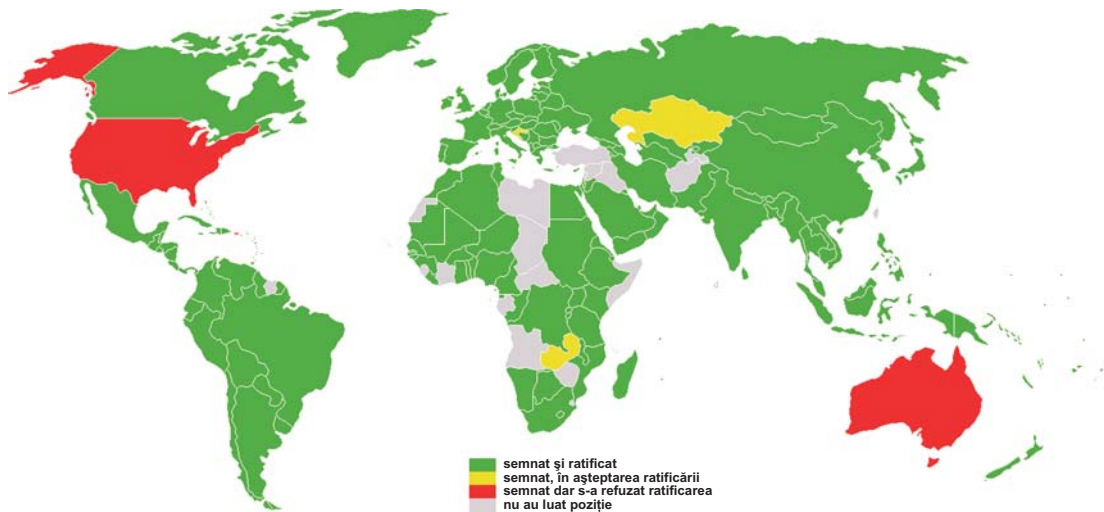 semnat şi ratificat
semnat, în aşteptarea ratificării
semnat dar s-a refuzat ratificarea
nu au luat poziţie